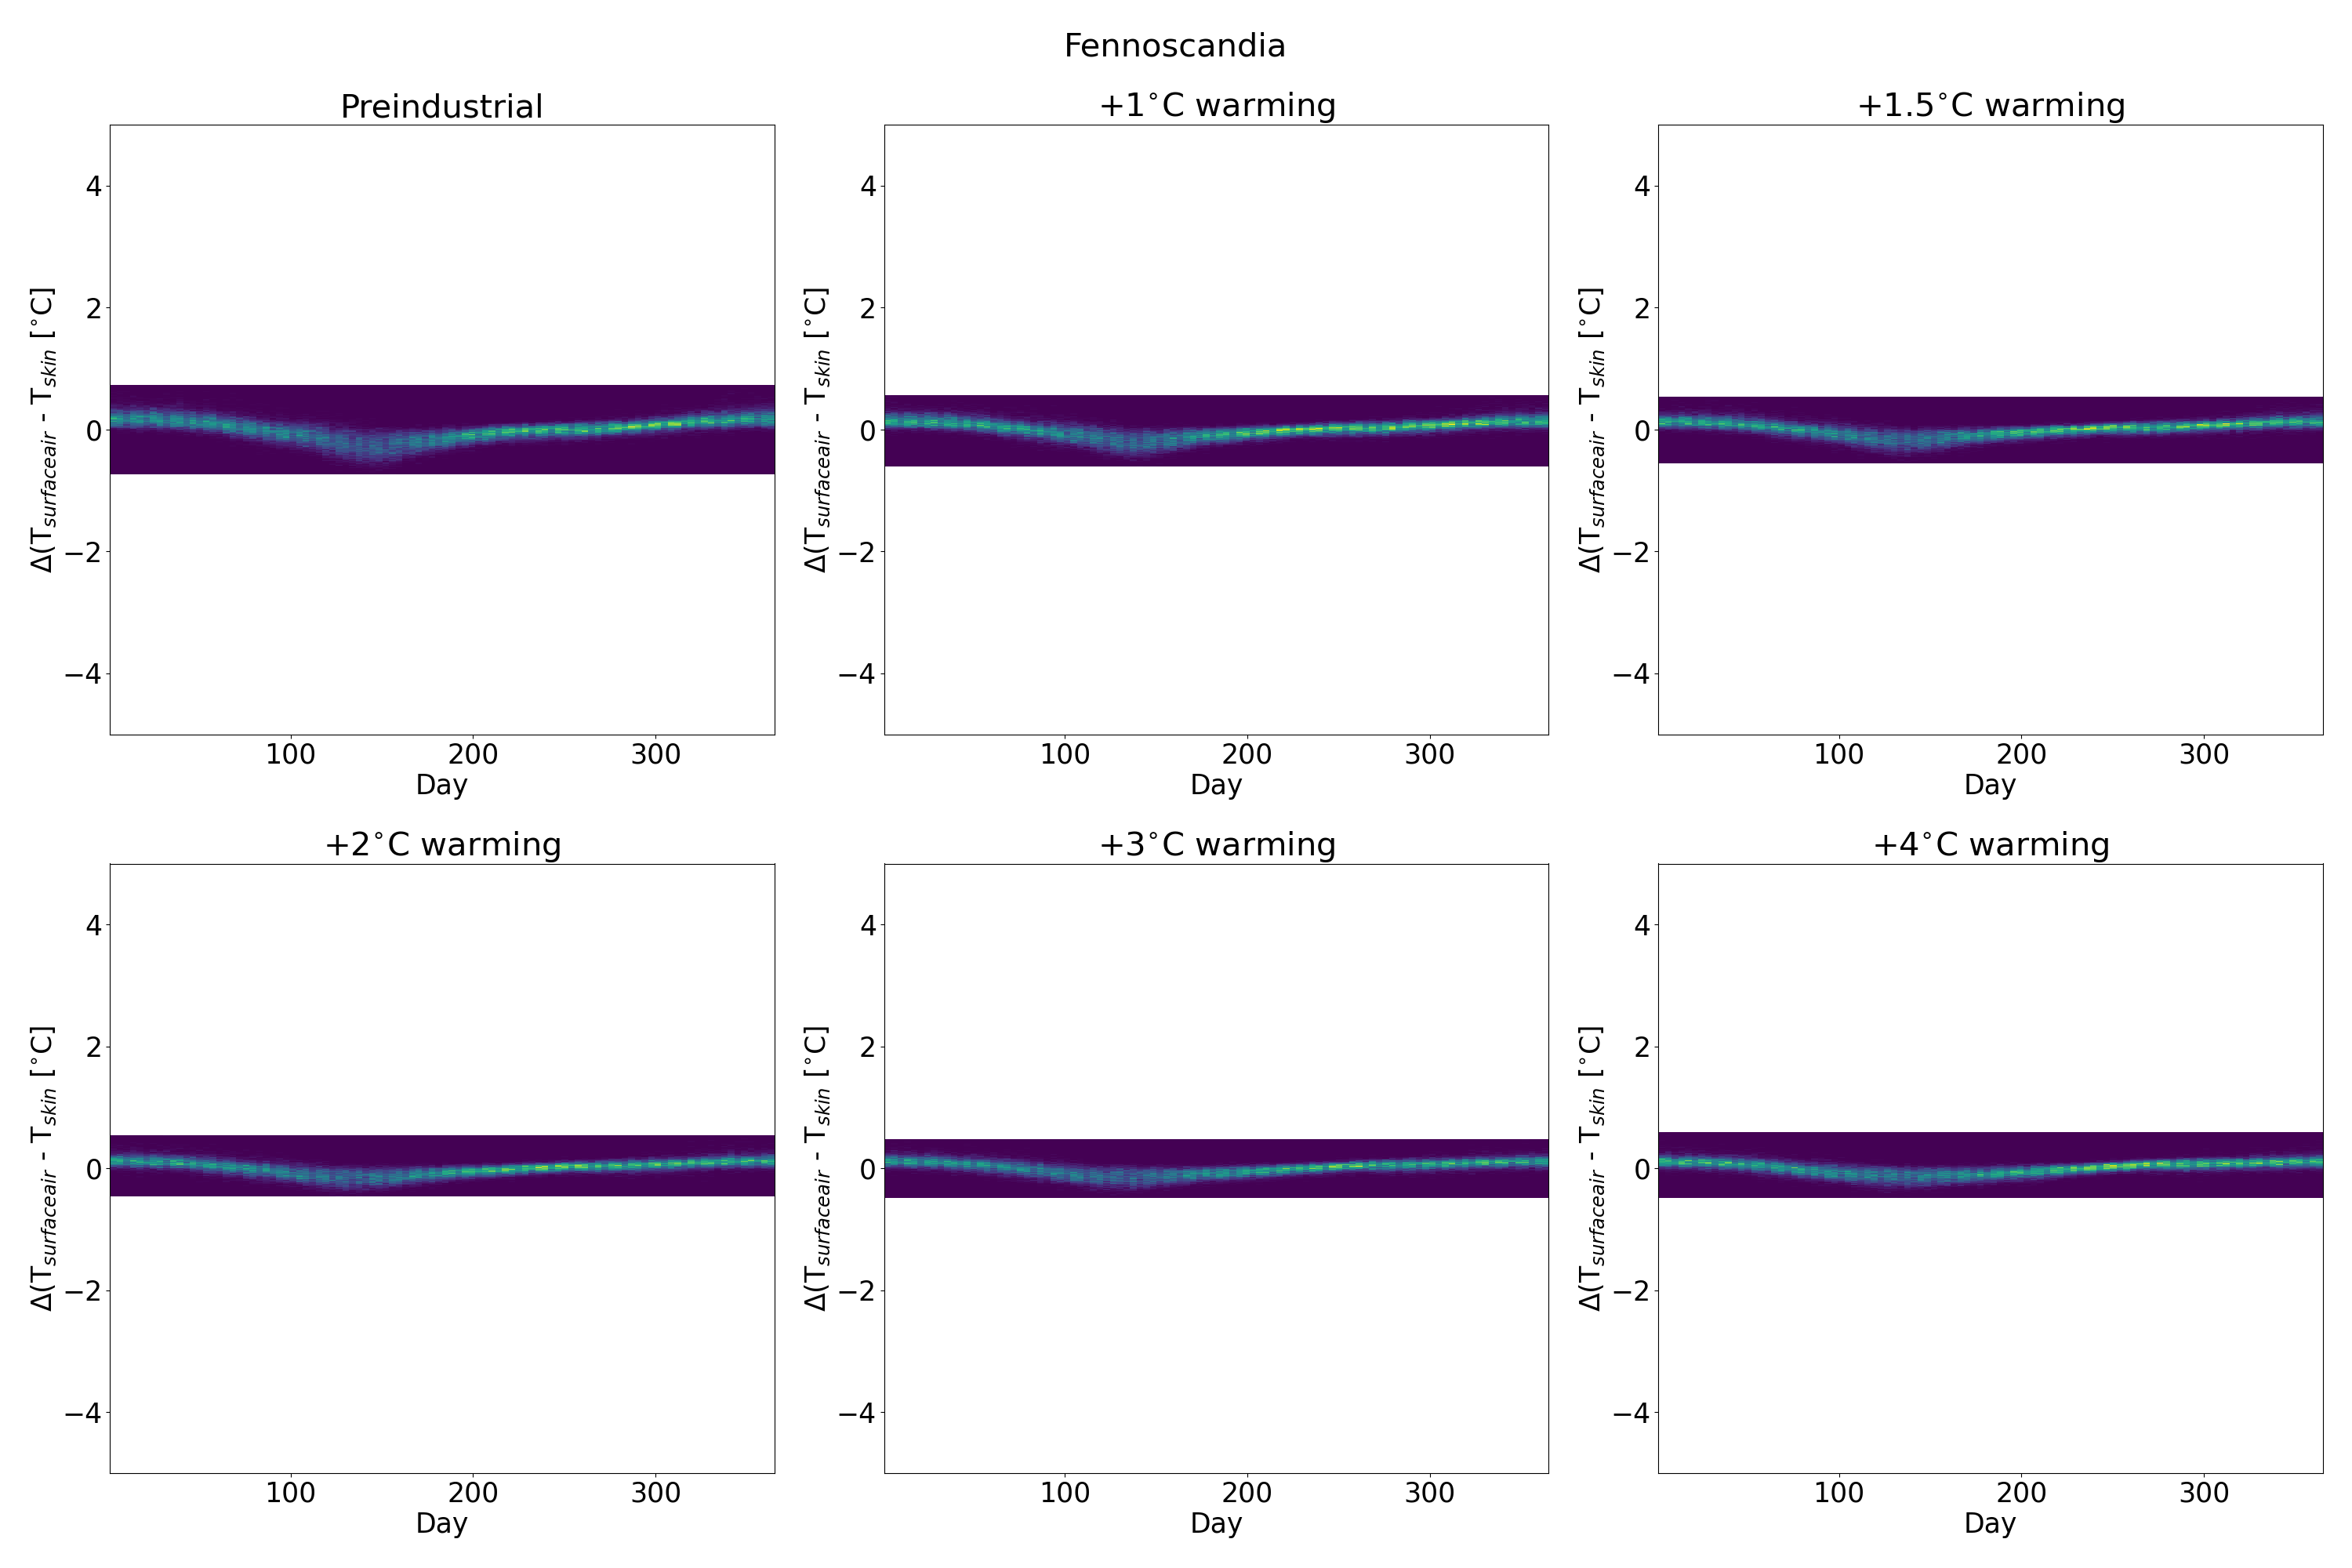 Fennoscandia
Preindustrial
+1°C warming
+1.5°C warming
4
2
0
−2
−4
Δ(T_surfaceair - T_skin [°C]
100 200 300
Day
4
2
0
−2
−4
Δ(T_surfaceair - T_skin [°C]
100 200 300
Day
4
2
0
−2
−4
Δ(T_surfaceair - T_skin [°C]
100 200 300
Day
+2°C warming
+3°C warming
+4°C warming
4
2
0
−2
−4
Δ(T_surfaceair - T_skin [°C]
100 200 300
Day
4
2
0
−2
−4
Δ(T_surfaceair - T_skin [°C]
100 200 300
Day
4
2
0
−2
−4
Δ(T_surfaceair - T_skin [°C]
100 200 300
Day